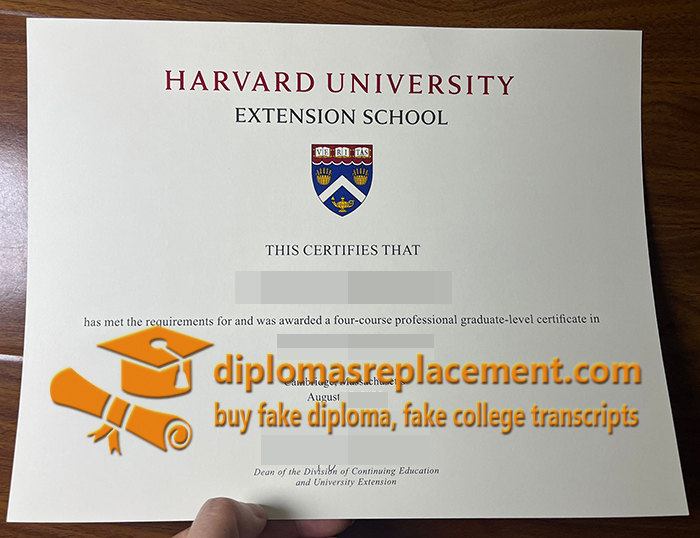 HARVARD UNIVERSITY
EXTENSION SCHOOL
VE RI TAS
THIS CERTIFIES THAT
has met the requirements for and was awarded a four-course professional graduate-level certificate in
diplomasreplacement.com
Cambridge, Massachusetts
August
buy fake diploma, fake college transcripts
Dean of the Division of Continuing Education
and University Extension